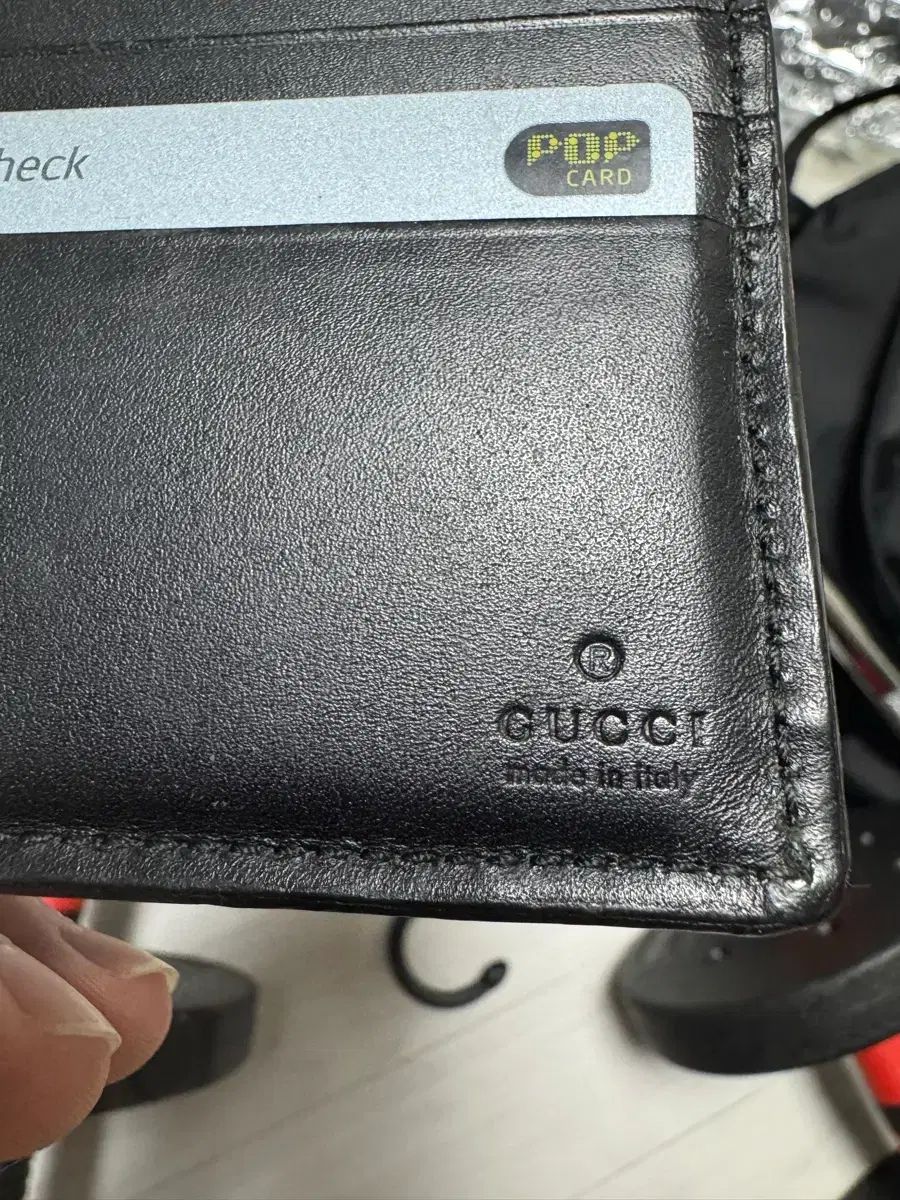 heck
POP
CARD
®
GUCCI
made in italy